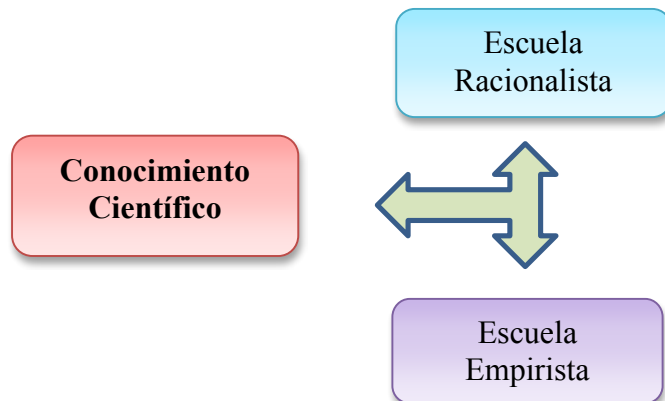 Escuela
Racionalista
Conocimiento
Científico
Escuela
Empirista